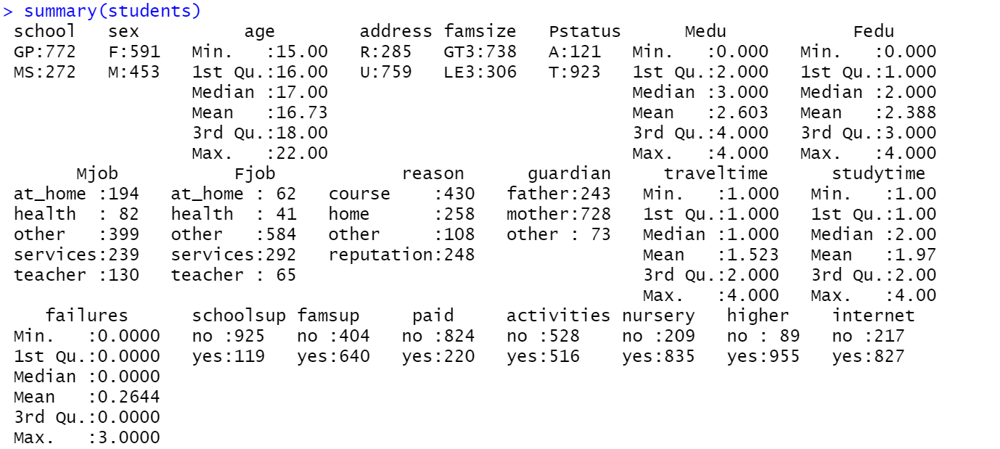 > summary(students)
 school   sex          age         address famsize   Pstatus      Medu            Fedu
 GP:772   F:591   Min.   :15.00   R:285   GT3:738   A:121   Min.   :0.000   Min.   :0.000
 MS:272   M:453   1st Qu.:16.00   U:759   LE3:306   T:923   1st Qu.:2.000   1st Qu.:1.000
                  Median :17.00                             Median :3.000   Median :2.000
                  Mean   :16.73                             Mean   :2.603   Mean   :2.388
                  3rd Qu.:18.00                             3rd Qu.:4.000   3rd Qu.:3.000
                  Max.   :22.00                             Max.   :4.000   Max.   :4.000
       Mjob           Fjob            reason      guardian     traveltime      studytime
 at_home :194   at_home : 62   course    :430   father:243   Min.   :1.000   Min.   :1.00
 health  : 82   health  : 41   home      :258   mother:728   1st Qu.:1.000   1st Qu.:1.00
 other   :399   other   :584   other     :108   other : 73   Median :1.000   Median :2.00
 services:239   services:292   reputation:248                Mean   :1.523   Mean   :1.97
 teacher :130   teacher : 65                                 3rd Qu.:2.000   3rd Qu.:2.00
                                                             Max.   :4.000   Max.   :4.00
    failures      schoolsup famsup    paid     activities nursery   higher    internet
 Min.   :0.0000   no :925   no :404   no :824   no :528   no :209   no : 89   no :217
 1st Qu.:0.0000   yes:119   yes:640   yes:220   yes:516   yes:835   yes:955   yes:827
 Median :0.0000
 Mean   :0.2644
 3rd Qu.:0.0000
 Max.   :3.0000